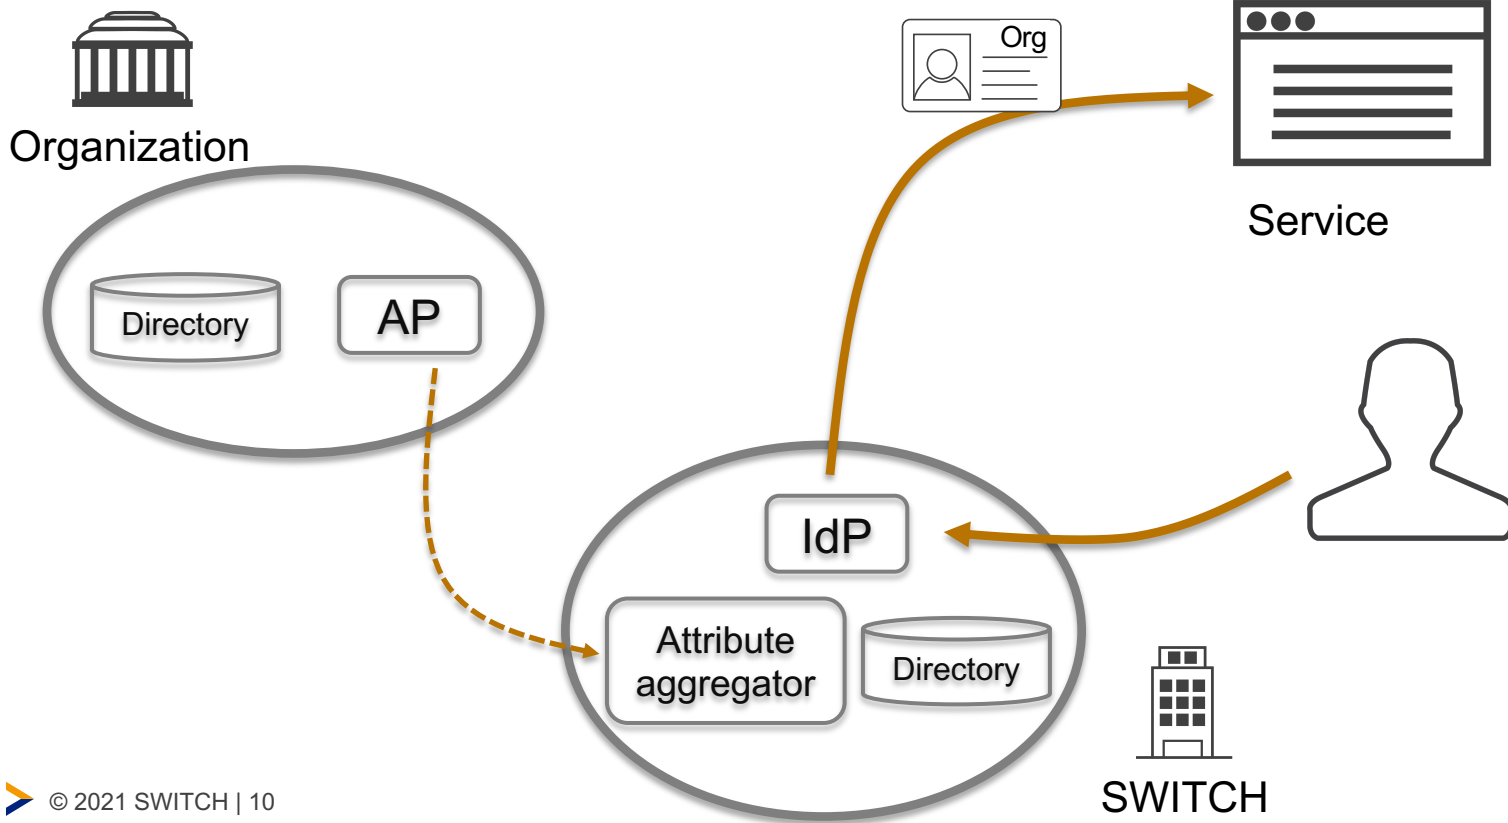 Org
Organization
Service
Directory
AP
IdP
Attribute
aggregator
Directory
SWITCH
© 2021 SWITCH | 10